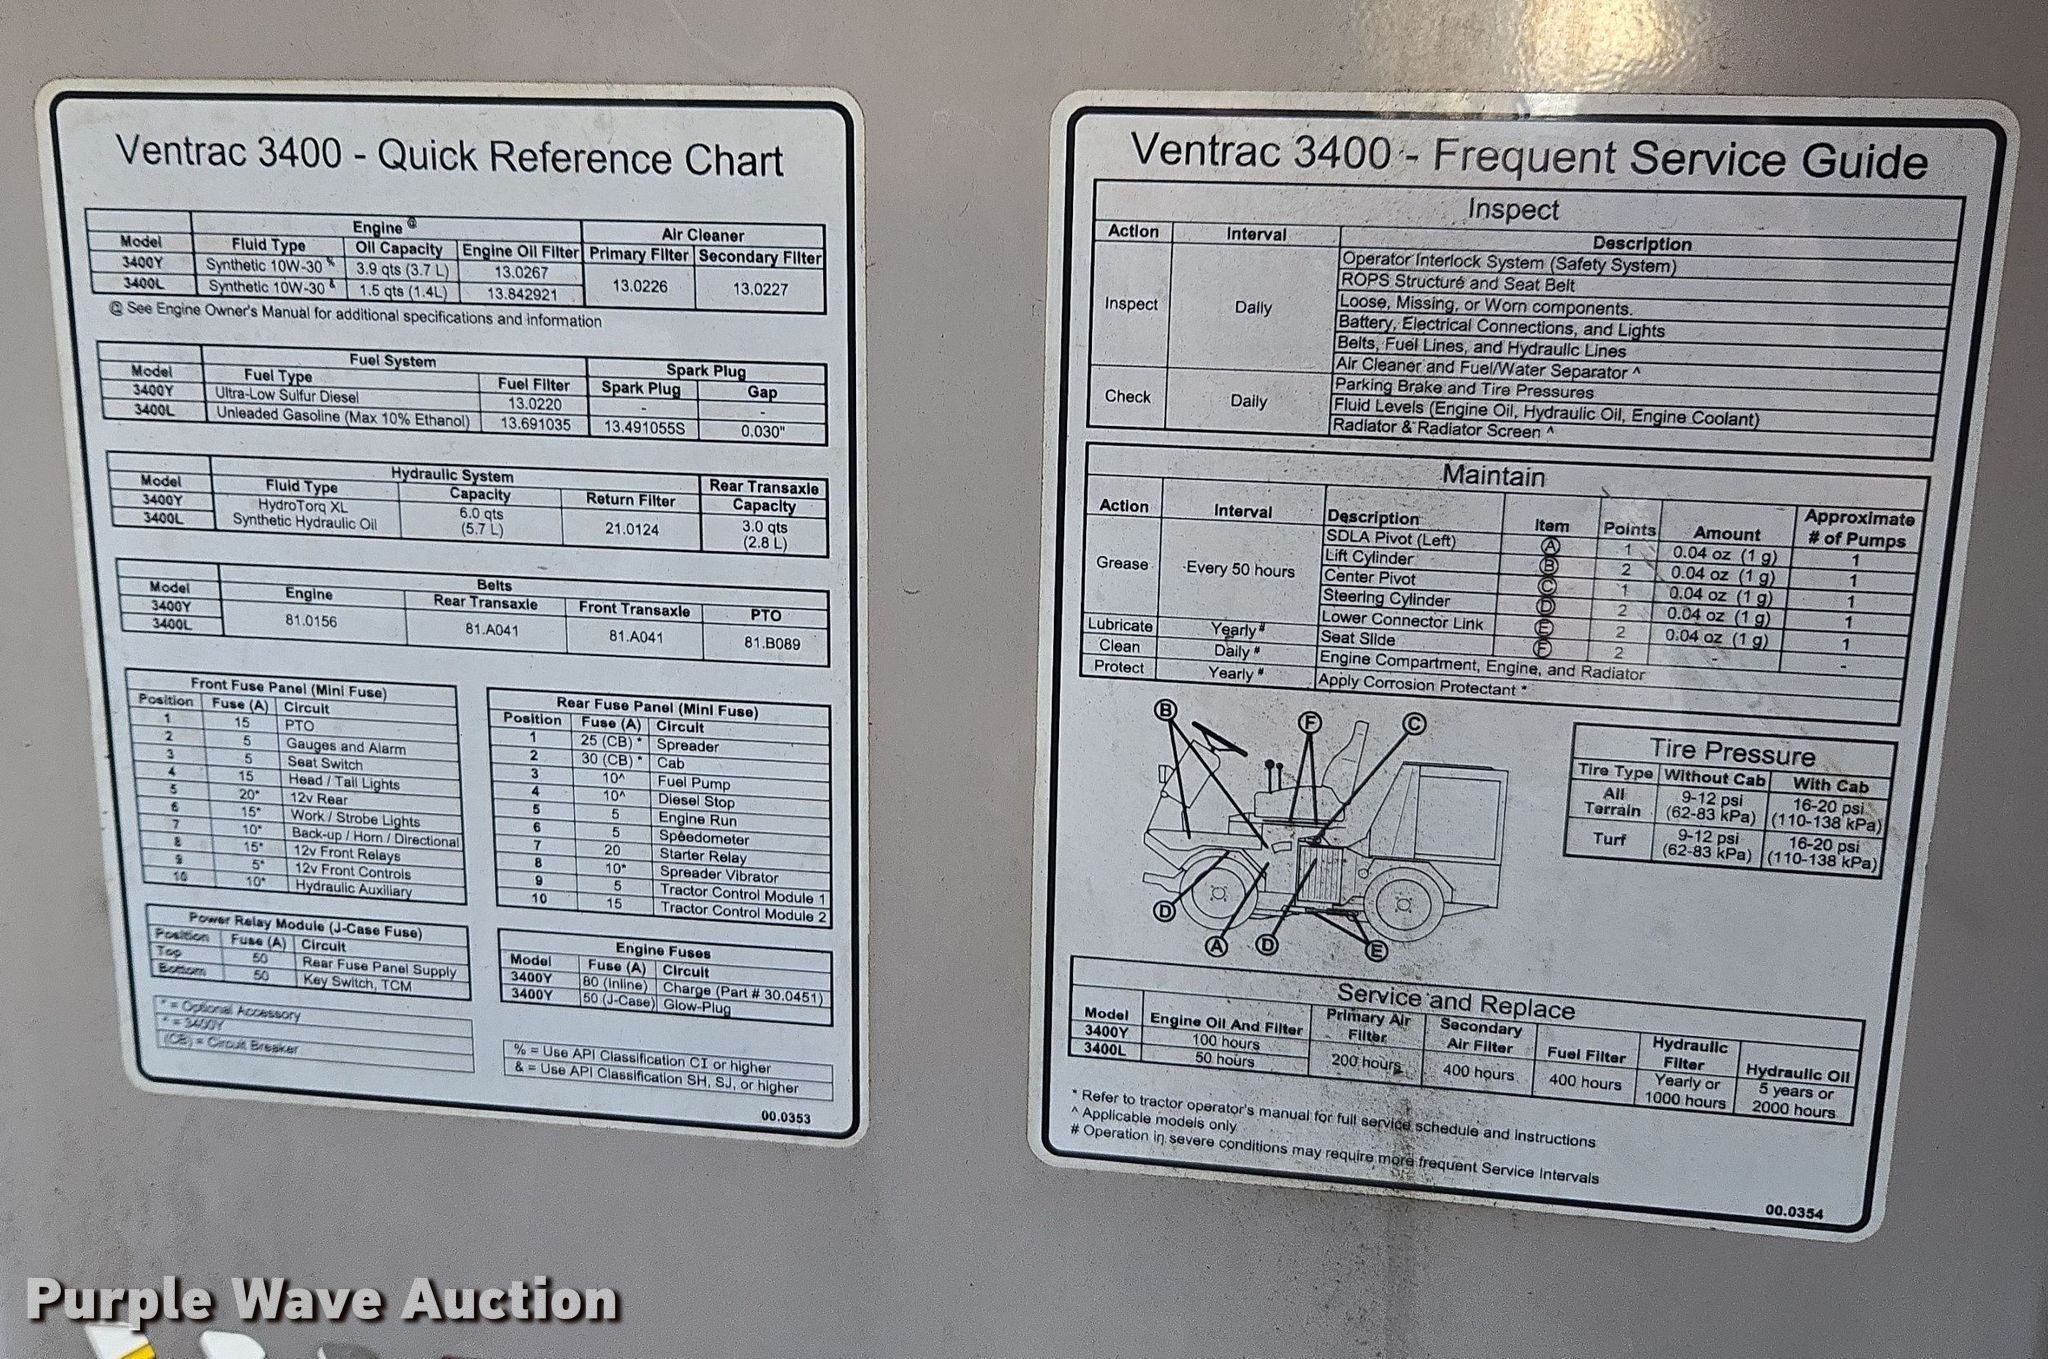 Ventrac 3400 - Quick Reference Chart
Engine @ Air Cleaner
Model Fluid Type Oil Capacity Engine Oil Filter Primary Filter Secondary Filter
3400Y Synthetic 10W-30 % 3.9 qts (3.7 L) 13.0267 13.0226 13.0227
3400L Synthetic 10W-30 & 1.5 qts (1.4L) 13.842921
@ See Engine Owner's Manual for additional specifications and information
Fuel System Spark Plug
Model Fuel Type Fuel Filter Spark Plug Gap
3400Y Ultra-Low Sulfur Diesel 13.0220 - -
3400L Unleaded Gasoline (Max 10% Ethanol) 13.691035 13.491055S 0.030"
Hydraulic System Rear Transaxle
Model Fluid Type Capacity Return Filter Capacity
3400Y HydroTorq XL 6.0 qts 21.0124 3.0 qts
3400L Synthetic Hydraulic Oil (5.7 L) (2.8 L)
Belts
Model Engine Rear Transaxle Front Transaxle PTO
3400Y 81.0156 81.A041 81.A041 81.B089
3400L
Front Fuse Panel (Mini Fuse)
Position Fuse (A) Circuit
1 15 PTO
2 5 Gauges and Alarm
3 5 Seat Switch
4 15 Head / Tail Lights
5 20* 12v Rear
6 15* Work / Strobe Lights
7 10* Back-up / Horn / Directional
8 15* 12v Front Relays
9 5* 12v Front Controls
10 10* Hydraulic Auxiliary
Power Relay Module (J-Case Fuse)
Position Fuse (A) Circuit
Top 50 Rear Fuse Panel Supply
Bottom 50 Key Switch, TCM
* = Optional Accessory
^ = 3400Y
(CB) = Circuit Breaker
Rear Fuse Panel (Mini Fuse)
Position Fuse (A) Circuit
1 25 (CB) * Spreader
2 30 (CB) * Cab
3 10^ Fuel Pump
4 10^ Diesel Stop
5 5 Engine Run
6 5 Speedometer
7 20 Starter Relay
8 10* Spreader Vibrator
9 5 Tractor Control Module 1
10 15 Tractor Control Module 2
Engine Fuses
Model Fuse (A) Circuit
3400Y 80 (Inline) Charge (Part # 30.0451)
3400Y 50 (J-Case) Glow-Plug
% = Use API Classification CI or higher
& = Use API Classification SH, SJ, or higher
00.0353
Ventrac 3400 - Frequent Service Guide
Inspect
Action Interval Description
Inspect Daily Operator Interlock System (Safety System)
ROPS Structure and Seat Belt
Loose, Missing, or Worn components.
Battery, Electrical Connections, and Lights
Belts, Fuel Lines, and Hydraulic Lines
Air Cleaner and Fuel/Water Separator ^
Check Daily Parking Brake and Tire Pressures
Fluid Levels (Engine Oil, Hydraulic Oil, Engine Coolant)
Radiator & Radiator Screen ^
Maintain
Action Interval Description Item Points Amount Approximate # of Pumps
Grease Every 50 hours SDLA Pivot (Left) A 1 0.04 oz (1 g) 1
Lift Cylinder B 2 0.04 oz (1 g) 1
Center Pivot C 1 0.04 oz (1 g) 1
Steering Cylinder D 2 0.04 oz (1 g) 1
Lower Connector Link E 2 0.04 oz (1 g) 1
Lubricate Yearly # Seat Slide F 2 - -
Clean Daily # Engine Compartment, Engine, and Radiator
Protect Yearly # Apply Corrosion Protectant *
B F C
D A D E
Tire Pressure
Tire Type Without Cab With Cab
All Terrain 9-12 psi (62-83 kPa) 16-20 psi (110-138 kPa)
Turf 9-12 psi (62-83 kPa) 16-20 psi (110-138 kPa)
Service and Replace
Model Engine Oil And Filter Primary Air Filter Secondary Air Filter Fuel Filter Hydraulic Filter Hydraulic Oil
3400Y 100 hours 200 hours 400 hours 400 hours Yearly or 1000 hours 5 years or 2000 hours
3400L 50 hours
* Refer to tractor operator's manual for full service schedule and instructions
^ Applicable models only
# Operation in severe conditions may require more frequent Service Intervals
00.0354
Purple Wave Auction